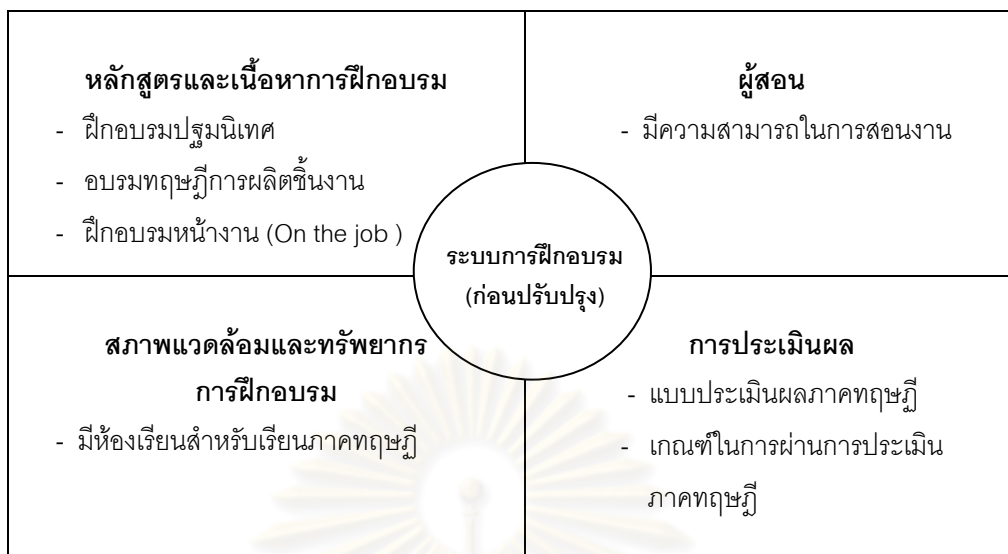 หลักสูตรและเนื้อหาการฝึกอบรม
- ฝึกอบรมปฐมนิเทศ
- อบรมทฤษฎีการผลิตชิ้นงาน
- ฝึกอบรมหน้างาน (On the job )
ผู้สอน
- มีความสามารถในการสอนงาน
ระบบการฝึกอบรม
(ก่อนปรับปรุง)
สภาพแวดล้อมและทรัพยากร
การฝึกอบรม
- มีห้องเรียนสำหรับเรียนภาคทฤษฎี
การประเมินผล
- แบบประเมินผลภาคทฤษฎี
- เกณฑ์ในการผ่านการประเมิน
ภาคทฤษฎี